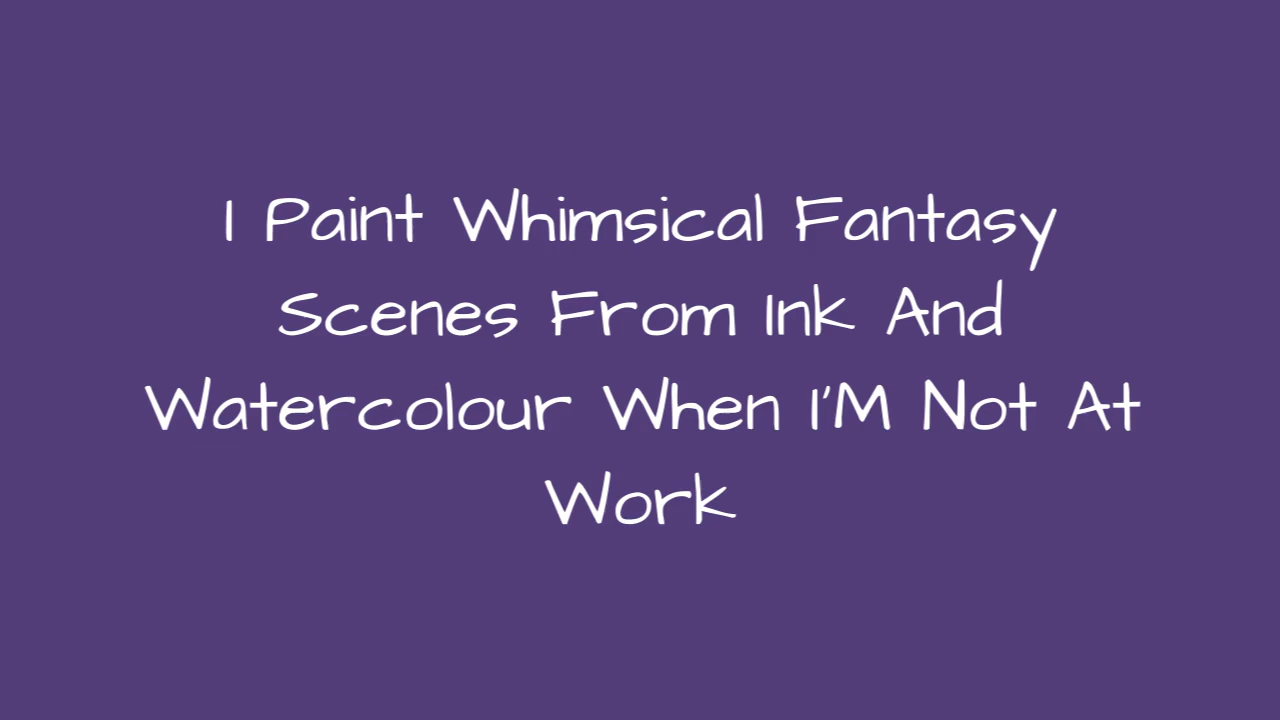 I Paint Whimsical Fantasy
Scenes From Ink And
Watercolour When I'M Not At
Work